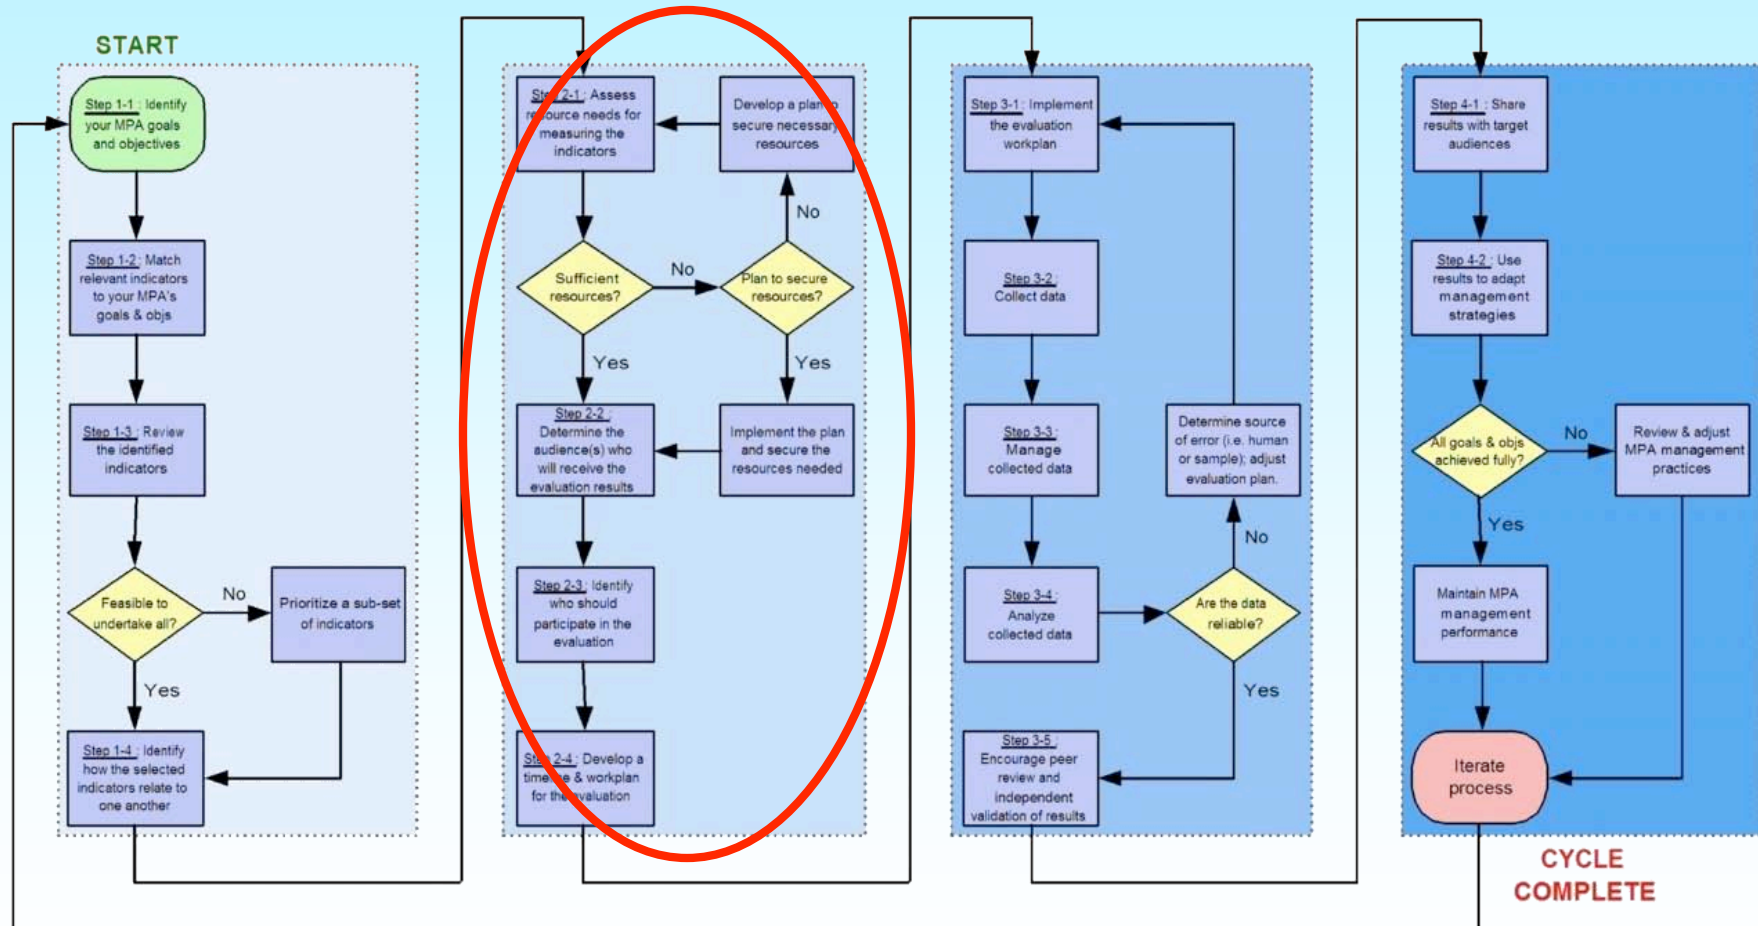 START
Step 1-1 : Identify
your MPA goals
and objectives
Step 1-2 : Match
relevant indicators
to your MPA's
goals & objs
Step 1-3 : Review
the identified
indicators
Feasible to
undertake all?
No
Prioritize a sub-set
of indicators
Yes
Step 1-4 : Identify
how the selected
indicators relate to
one another
Step 2-1 : Assess
resource needs for
measuring the
indicators
Develop a plan to
secure necessary
resources
No
Sufficient
resources?
No
Plan to secure
resources?
Yes
Yes
Step 2-2 :
Determine the
audience(s) who
will receive the
evaluation results
Implement the plan
and secure the
resources needed
Step 2-3 : Identify
who should
participate in the
evaluation
Step 2-4 : Develop a
timeline & workplan
for the evaluation
Step 3-1 : Implement
the evaluation
workplan
Step 3-2 :
Collect data
Step 3-3 :
Manage
collected data
Determine source
of error (i.e. human
or sample); adjust
evaluation plan.
No
Step 3-4 :
Analyze
collected data
Are the data
reliable?
Yes
Step 3-5 :
Encourage peer
review and
independent
validation of results
Step 4-1 : Share
results with target
audiences
Step 4-2 : Use
results to adapt
management
strategies
All goals & objs
achieved fully?
No
Review & adjust
MPA management
practices
Yes
Maintain MPA
management
performance
Iterate
process
CYCLE
COMPLETE